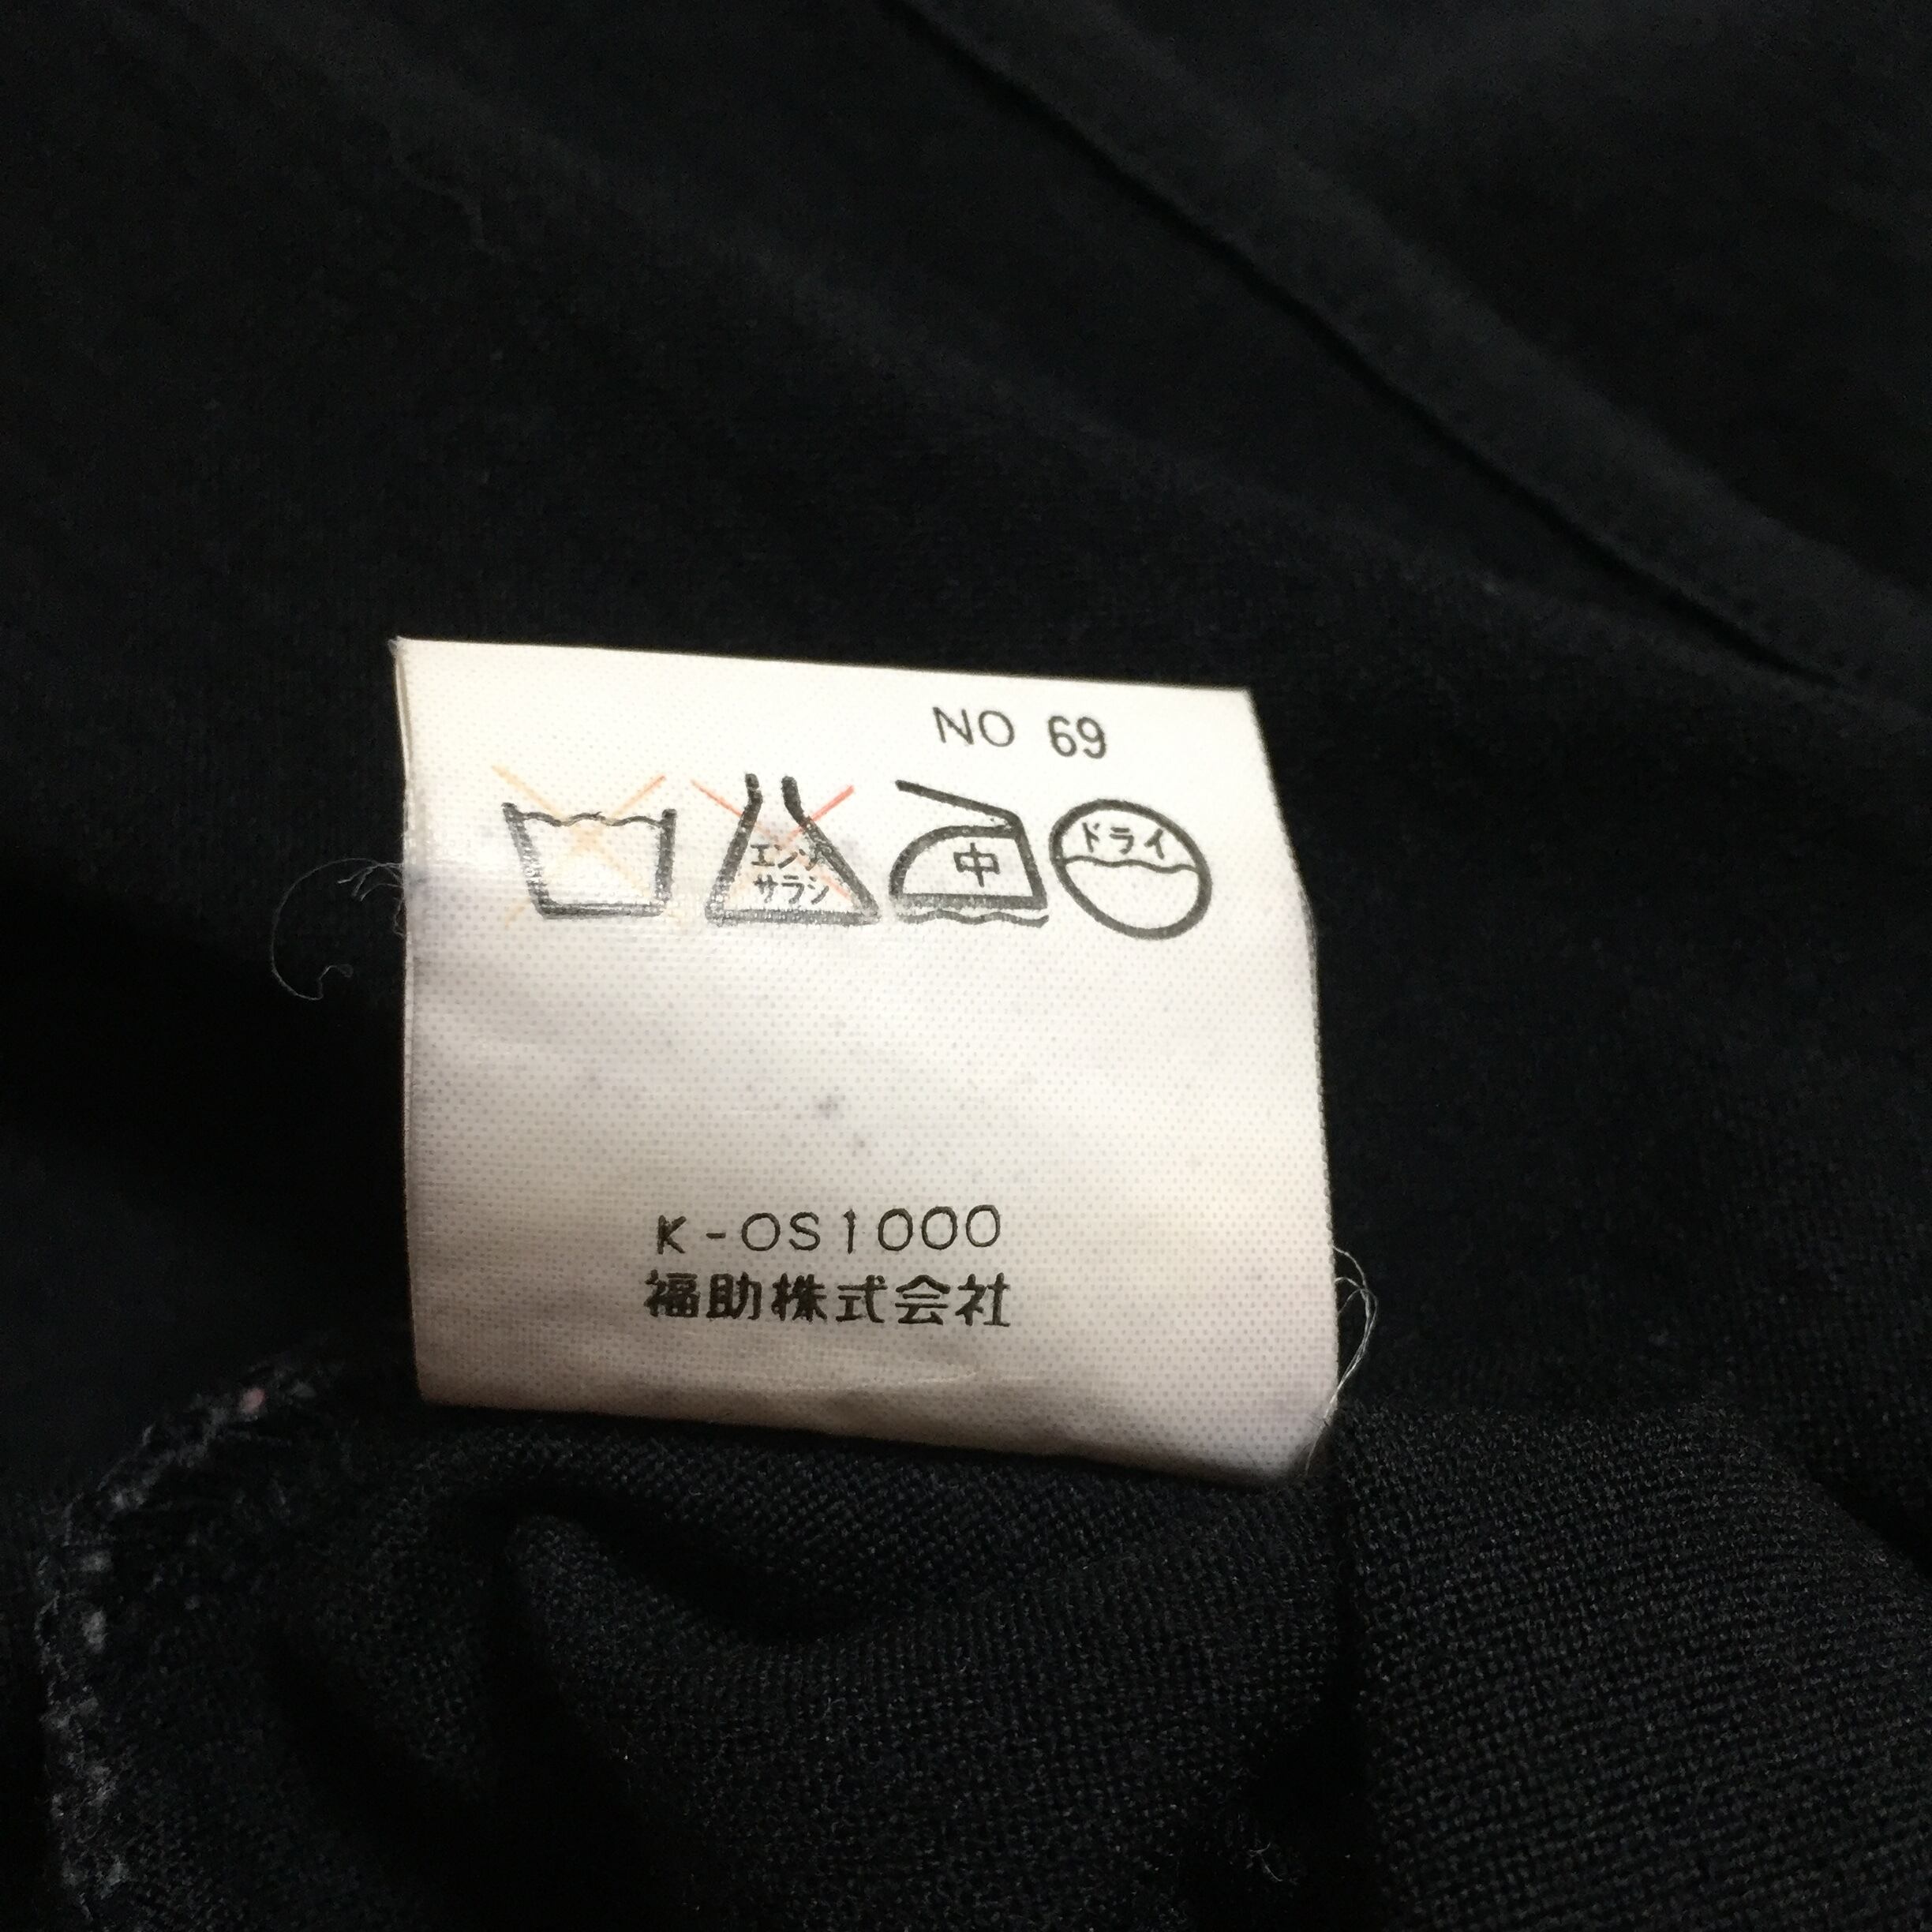 NO 69
エンソ
サラシ
中
ドライ
K-OS1000
福助株式会社